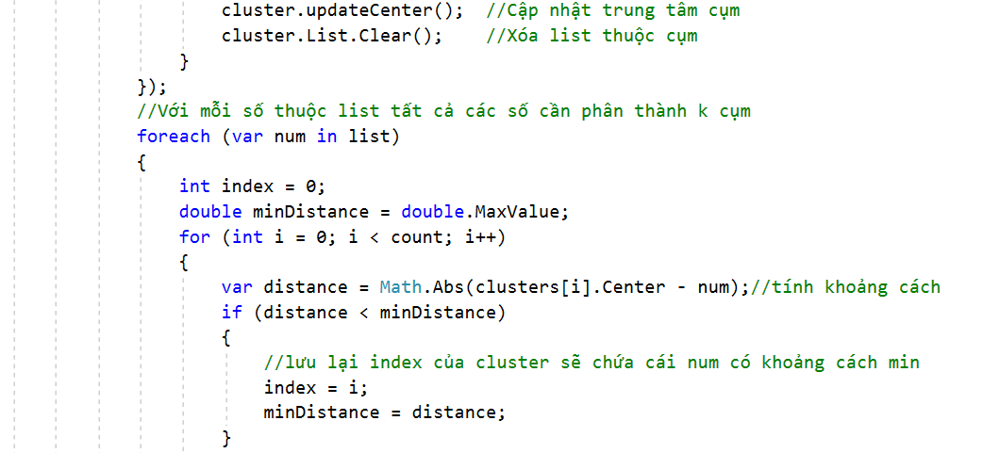 cluster.updateCenter();  //Cập nhật trung tâm cụm
cluster.List.Clear();    //Xóa list thuộc cụm
}
});
//Với mỗi số thuộc list tất cả các số cần phân thành k cụm
foreach (var num in list)
{
int index = 0;
double minDistance = double.MaxValue;
for (int i = 0; i < count; i++)
{
var distance = Math.Abs(clusters[i].Center - num);//tính khoảng cách
if (distance < minDistance)
{
//lưu lại index của cluster sẽ chứa cái num có khoảng cách min
index = i;
minDistance = distance;
}